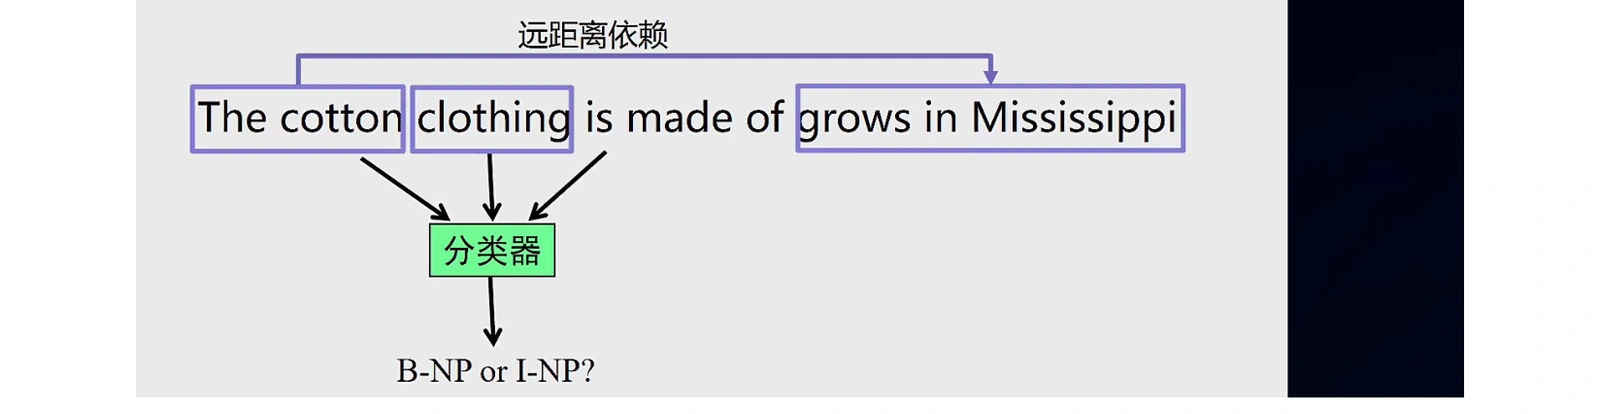 远距离依赖
The cotton clothing is made of grows in Mississippi
分类器
B-NP or I-NP?